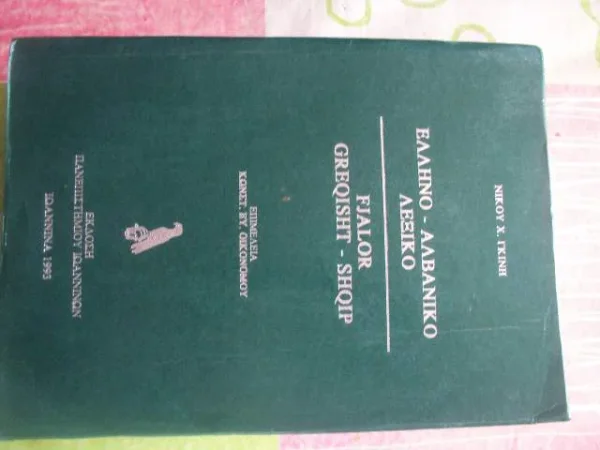 ΝΙΚΟΥ Χ. ΓΚΙΝΗ
ΕΛΛΗΝΟ - ΑΛΒΑΝΙΚΟ
ΛΕΞΙΚΟ
FJALOR
GREQISHT - SHQIP
ΕΠΙΜΕΛΕΙΑ
ΚΩΝΣΤ. ΕΥ. ΟΙΚΟΝΟΜΟΥ
ΕΚΔΟΣΗ
ΠΑΝΕΠΙΣΤΗΜΙΟΥ ΙΩΑΝΝΙΝΩΝ
ΙΩΑΝΝΙΝΑ 1993